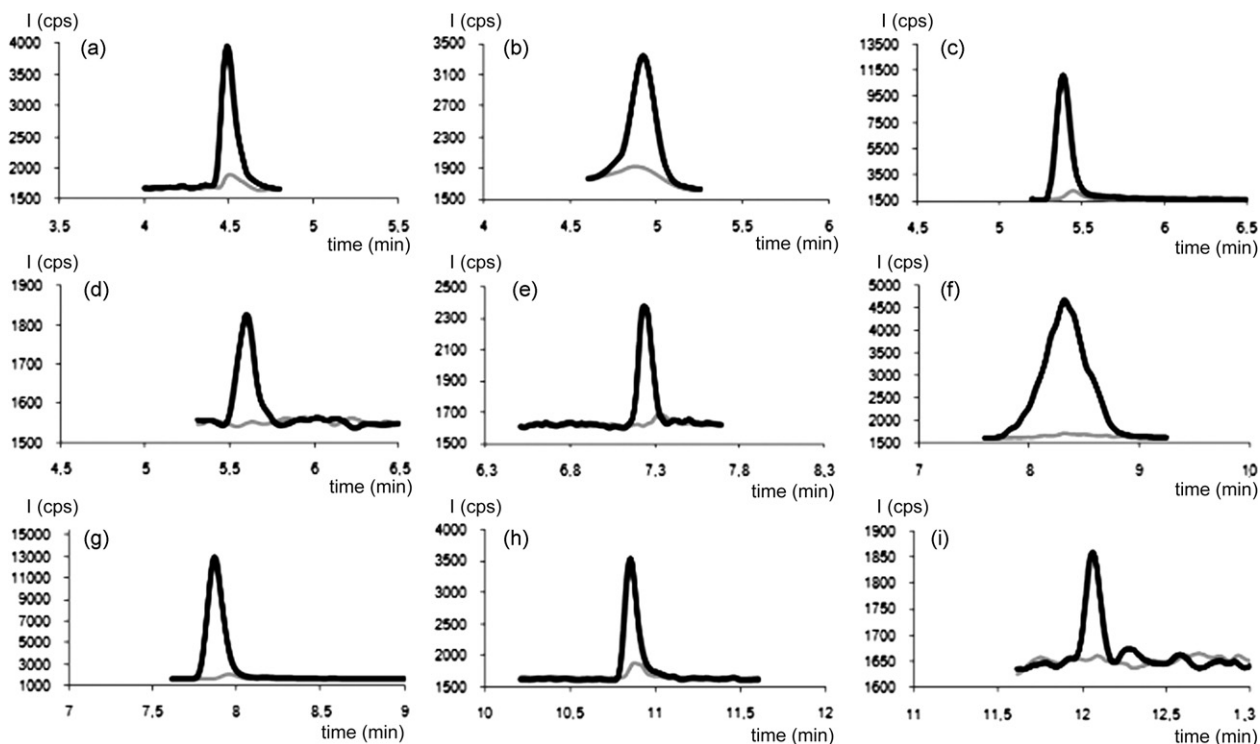 I (cps)
(a)
4000
3500
3000
2500
2000
1500
3,5 4 4,5 5 5,5
time (min)
I (cps)
(b)
3900
3500
3100
2700
2300
1900
1500
4 4,5 5 5,5 6
time (min)
I (cps)
(c)
13500
11500
9500
7500
5500
3500
1500
4,5 5 5,5 6 6,5
time (min)
I (cps)
(d)
1900
1800
1700
1600
1500
4,5 5 5,5 6 6,5
time (min)
I (cps)
(e)
2500
2300
2100
1900
1700
1500
6,3 6,8 7,3 7,8 8,3
time (min)
I (cps)
(f)
5000
4500
4000
3500
3000
2500
2000
1500
7 8 9 10
time (min)
I (cps)
(g)
15000
13000
11000
9000
7000
5000
3000
1000
7 7,5 8 8,5 9
time (min)
I (cps)
(h)
4000
3500
3000
2500
2000
1500
10 10,5 11 11,5 12
time (min)
I (cps)
(i)
1900
1850
1800
1750
1700
1650
1600
11 11,5 12 12,5 1,3
time (min)